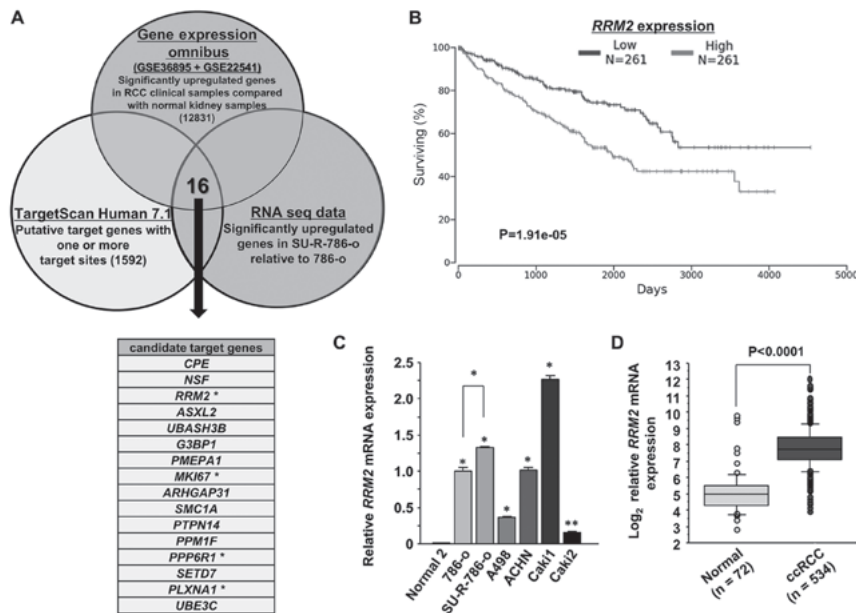 A
Gene expression
omnibus
(GSE36895 + GSE22541)
Significantly upregulated genes
in RCC clinical samples compared
with normal kidney samples
(12831)
16
TargetScan Human 7.1
Putative target genes with
one or more
target sites (1592)
RNA seq data
Significantly upregulated
genes in SU-R-786-o
relative to 786-o
candidate target genes
CPE
NSF
RRM2 *
ASXL2
UBASH3B
G3BP1
PMEPA1
MKI67 *
ARHGAP31
SMC1A
PTPN14
PPM1F
PPP6R1 *
SETD7
PLXNA1 *
UBE3C
B
RRM2 expression
Low
N=261
High
N=261
Surviving (%)
100
80
60
40
20
0
P=1.91e-05
0
1000
2000
3000
4000
5000
Days
C
Relative RRM2 mRNA expression
2.5
2.0
1.5
1.0
0.5
0
*
*
*
*
*
*
**
Normal 2
786-o
SU-R-786-o
A498
ACHN
Caki1
Caki2
D
P<0.0001
Log2 relative RRM2 mRNA
expression
13
12
11
10
9
8
7
6
5
4
3
2
Normal
(n = 72)
ccRCC
(n = 534)